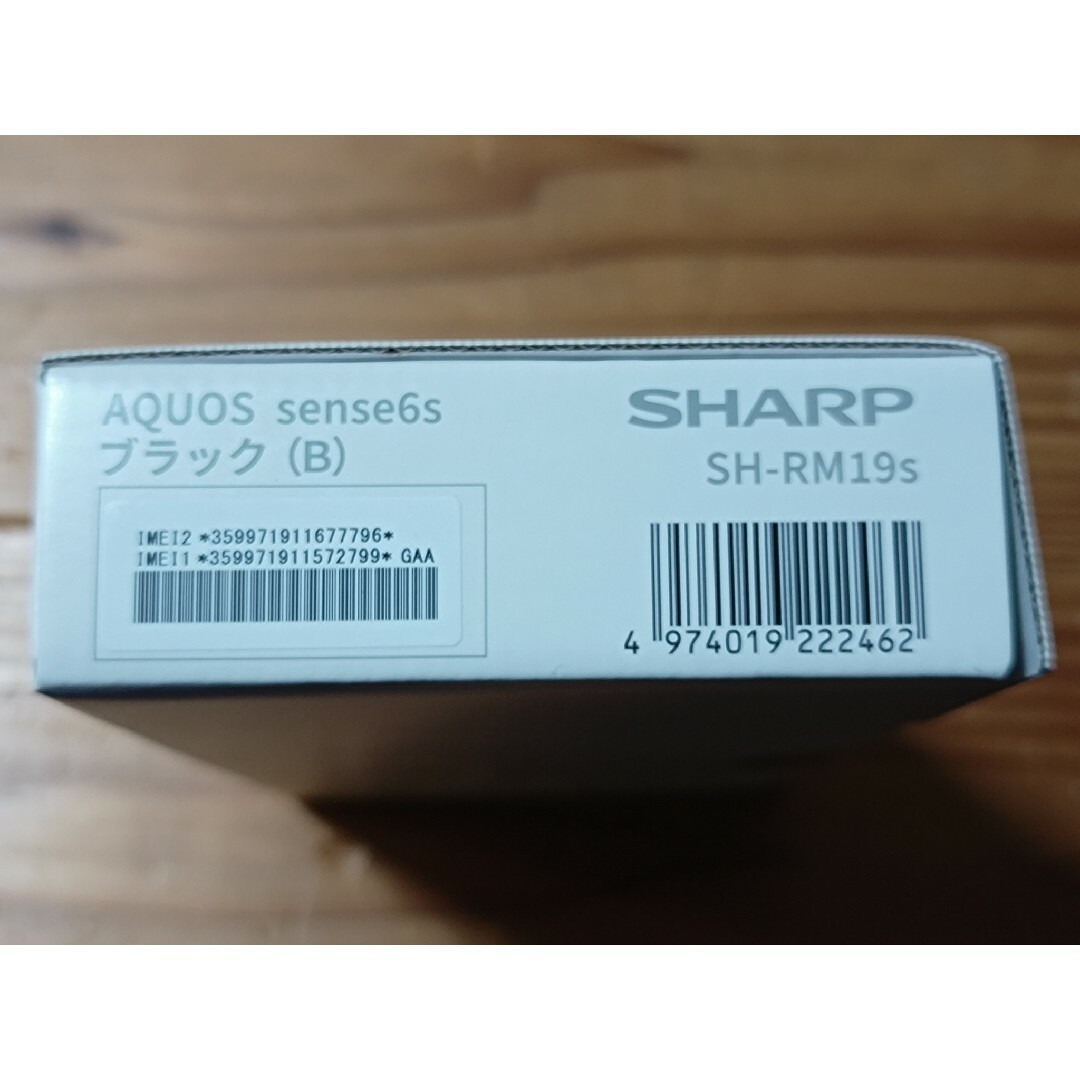 AQUOS sense6s
ブラック (B)
IMEI2 *359971911677796*
IMEI1 *359971911572799* GAA
SHARP
SH-RM19s
4 974019 222462